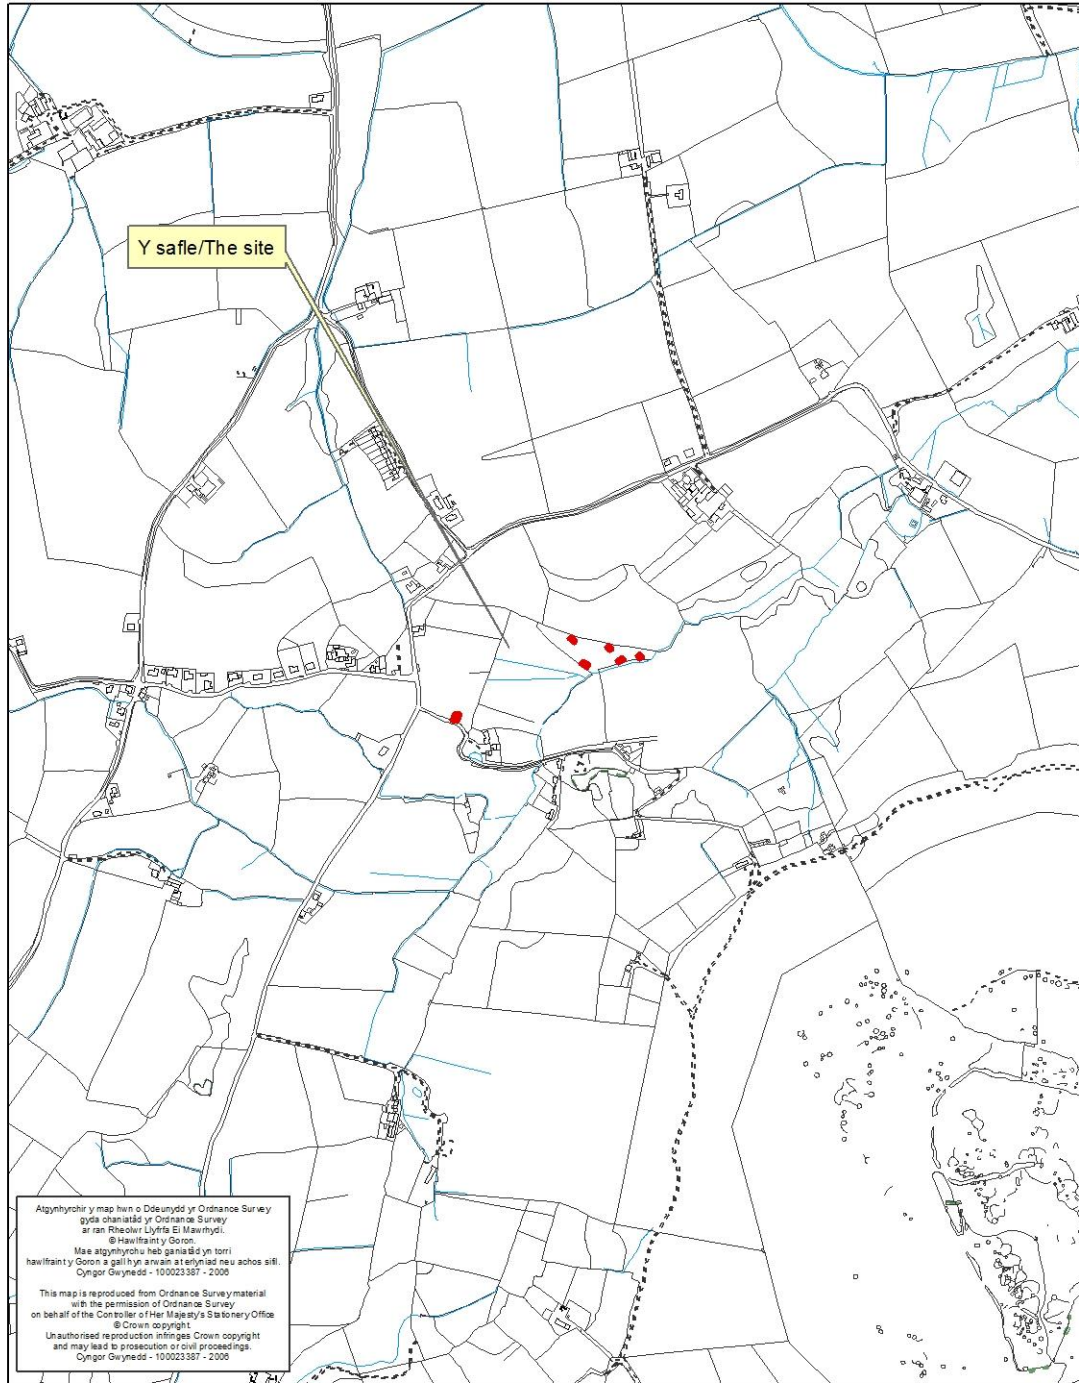 Y safle/The site
Atgynhyrchir y map hwn o Ddeunydd yr Ordnance Survey
gyda chaniatâd yr Ordnance Survey
ar ran Rheolwr Llyfrfa Ei Mawrhydi.
© Hawlfraint y Goron.
Mae atgynhyrchu heb ganiatâd yn torri
hawlfraint y Goron a gall hyn arwain at erlyniad neu achos sifil.
Cyngor Gwynedd - 100023387 - 2006
This map is reproduced from Ordnance Survey material
with the permission of Ordnance Survey
on behalf of the Controller of Her Majesty's Stationery Office
© Crown copyright.
Unauthorised reproduction infringes Crown copyright
and may lead to prosecution or civil proceedings.
Cyngor Gwynedd - 100023387 - 2006